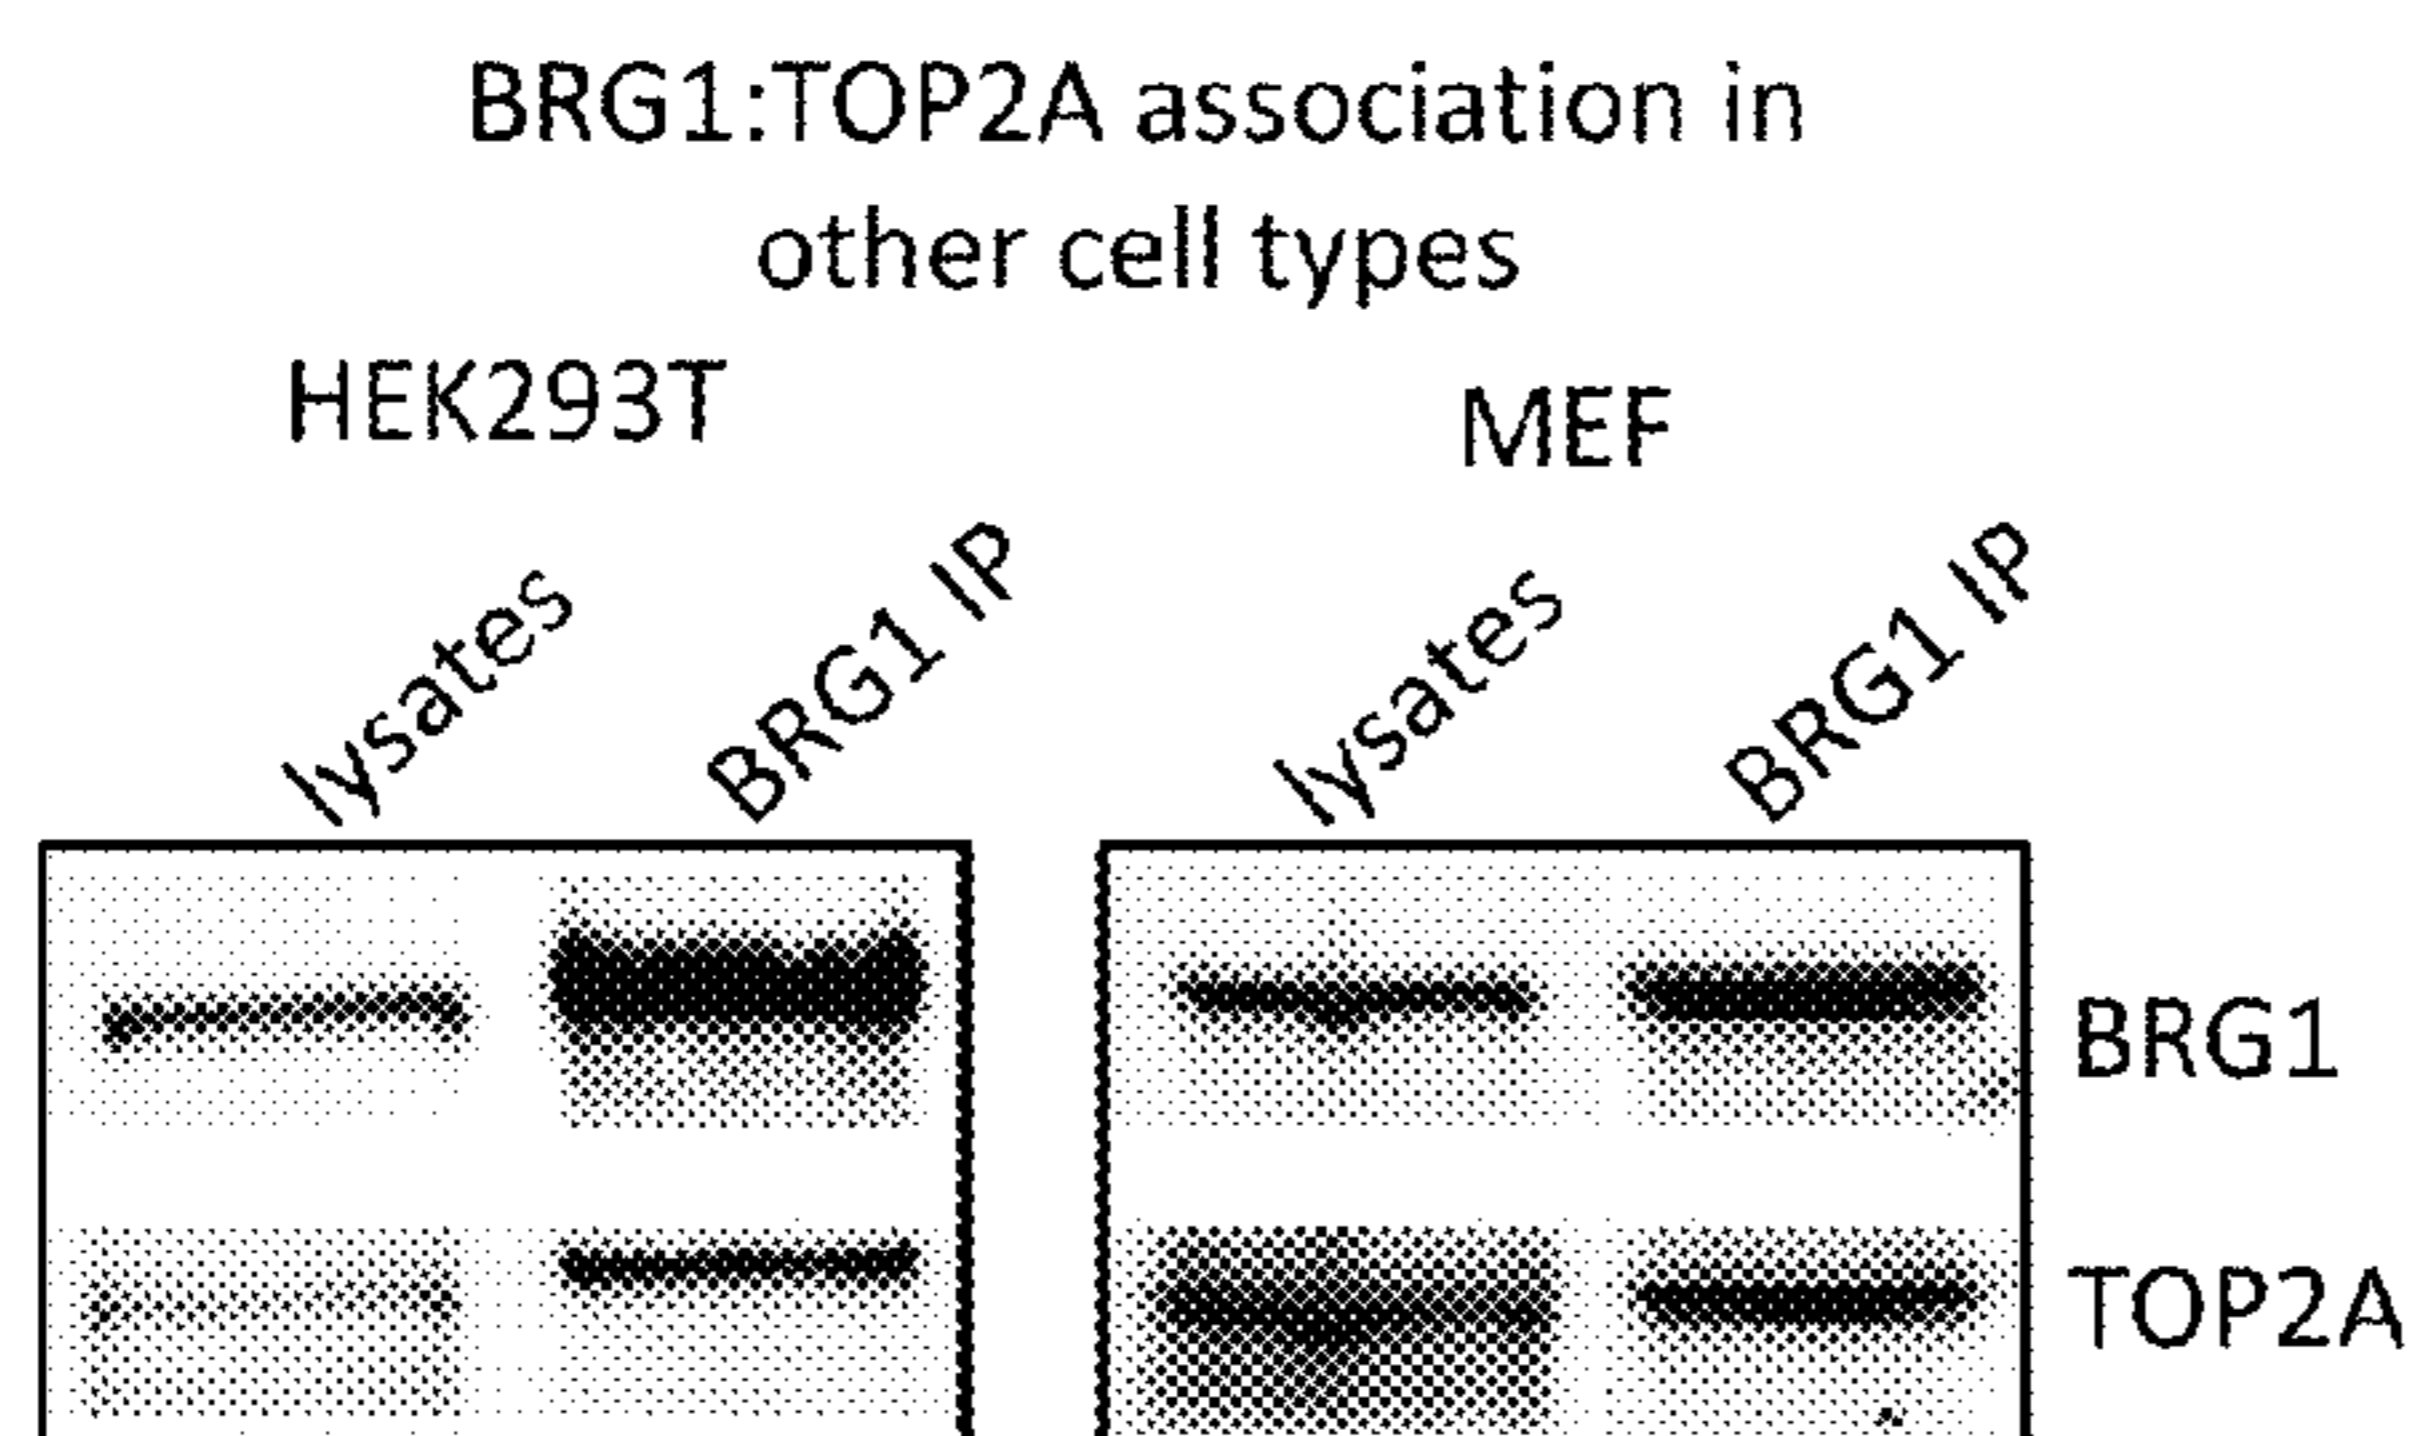 BRG1:TOP2A association in
other cell types
HEK293T
MEF
lysates
BRG1 IP
lysates
BRG1 IP
BRG1
TOP2A